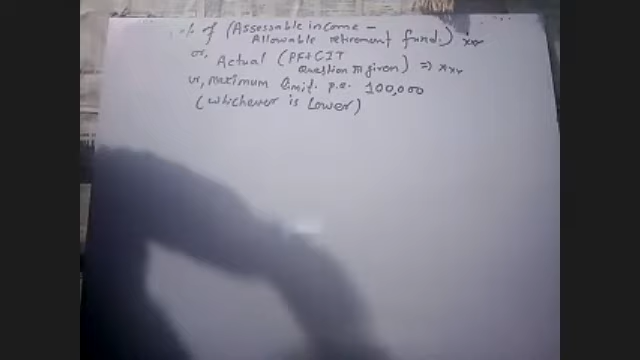 % of (Assessable income -
Allowable retirement fund.) xxx
or, Actual (PF+CIT
Question मा given) => xxx
or, maximum limit. p.a. 100,000
(whichever is Lower)